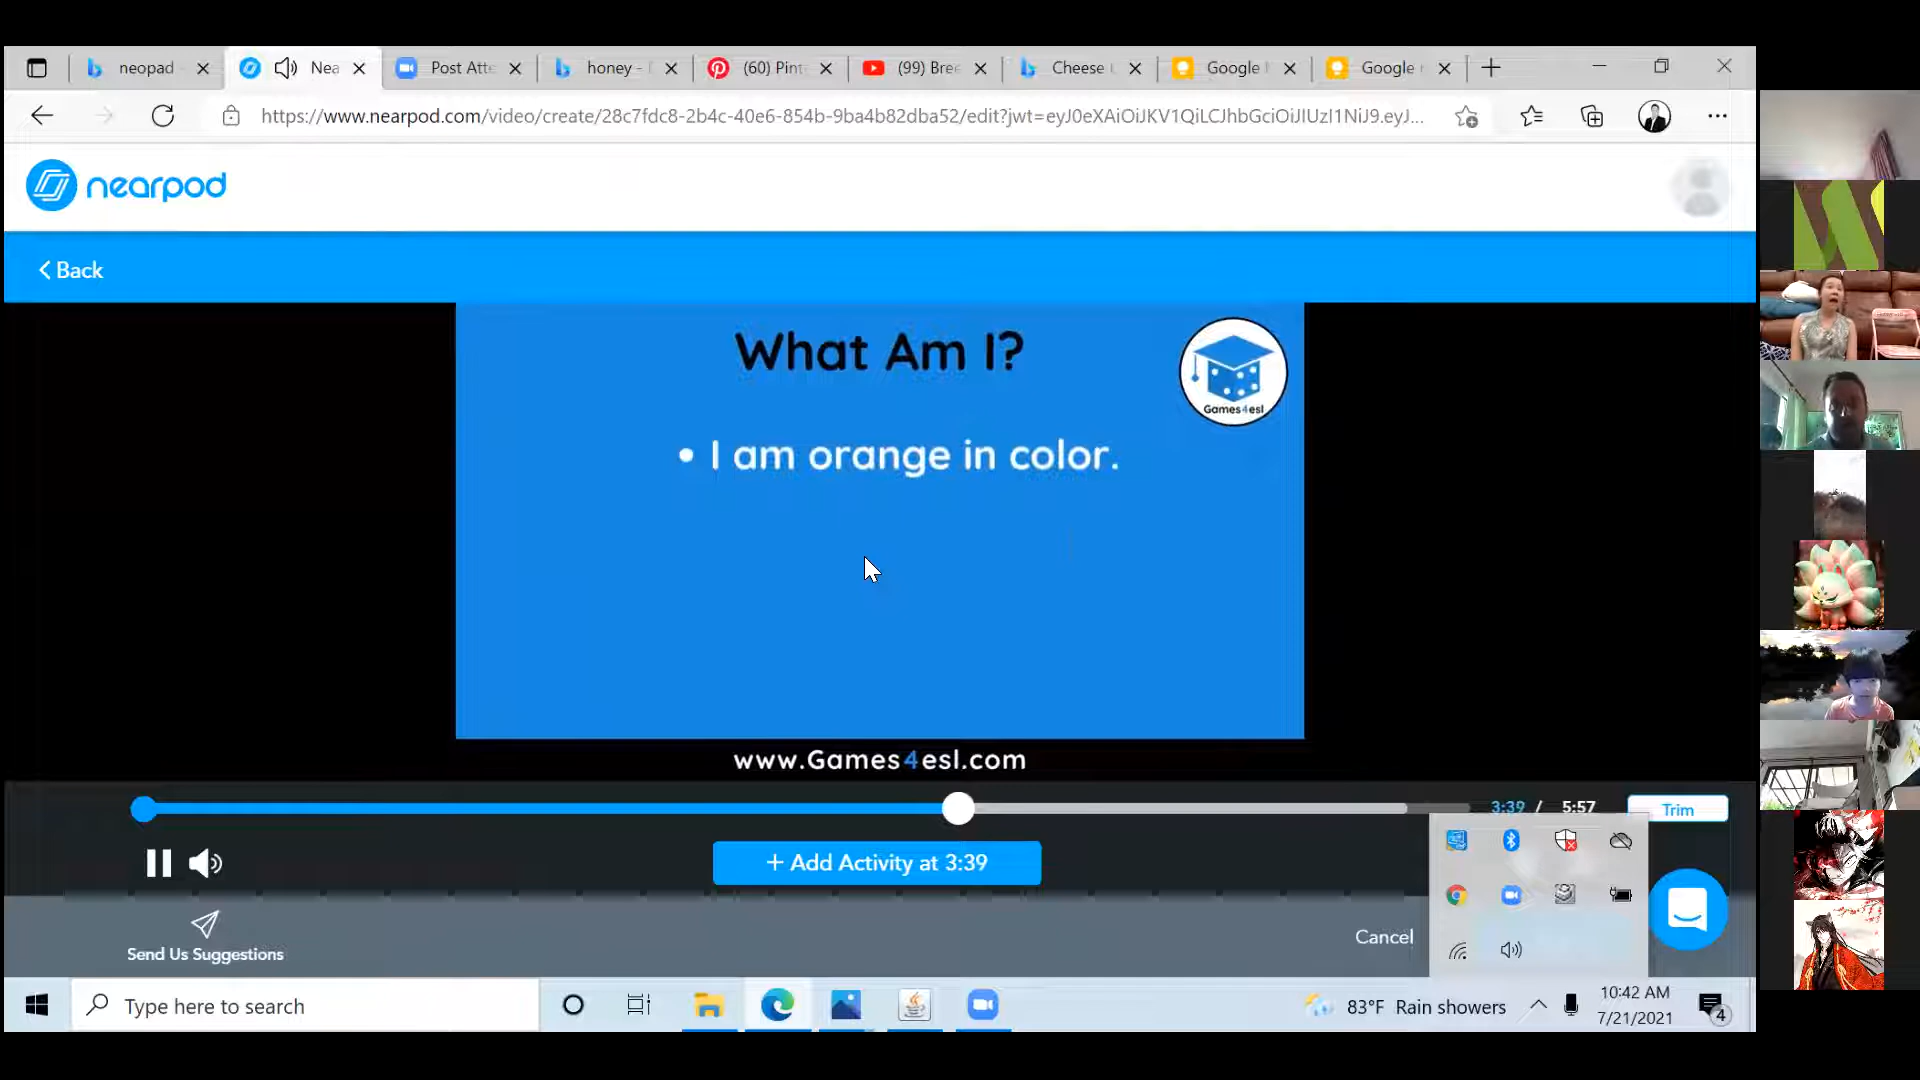 neopad
Nea
Post Atte
honey -
(60) Pint
(99) Bree
Cheese
Google
Google
https://www.nearpod.com/video/create/28c7fdc8-2b4c-40e6-854b-9ba4b82dba52/edit?jwt=eyJ0eXAiOiJKV1QiLCJhbGciOiJIUzI1NiJ9.eyJ...
nearpod
Back
What Am I?
Games4esl
• I am orange in color.
www.Games4esl.com
3:39 / 5:57
Trim
+ Add Activity at 3:39
Send Us Suggestions
Cancel
Type here to search
83°F Rain showers
10:42 AM
7/21/2021
4